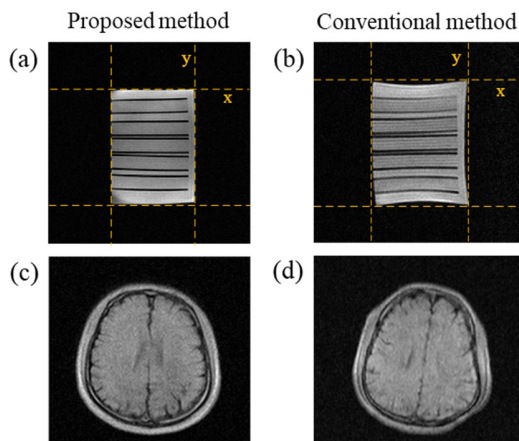 Proposed method
Conventional method
(a)
y
x
(b)
y
x
(c)
(d)